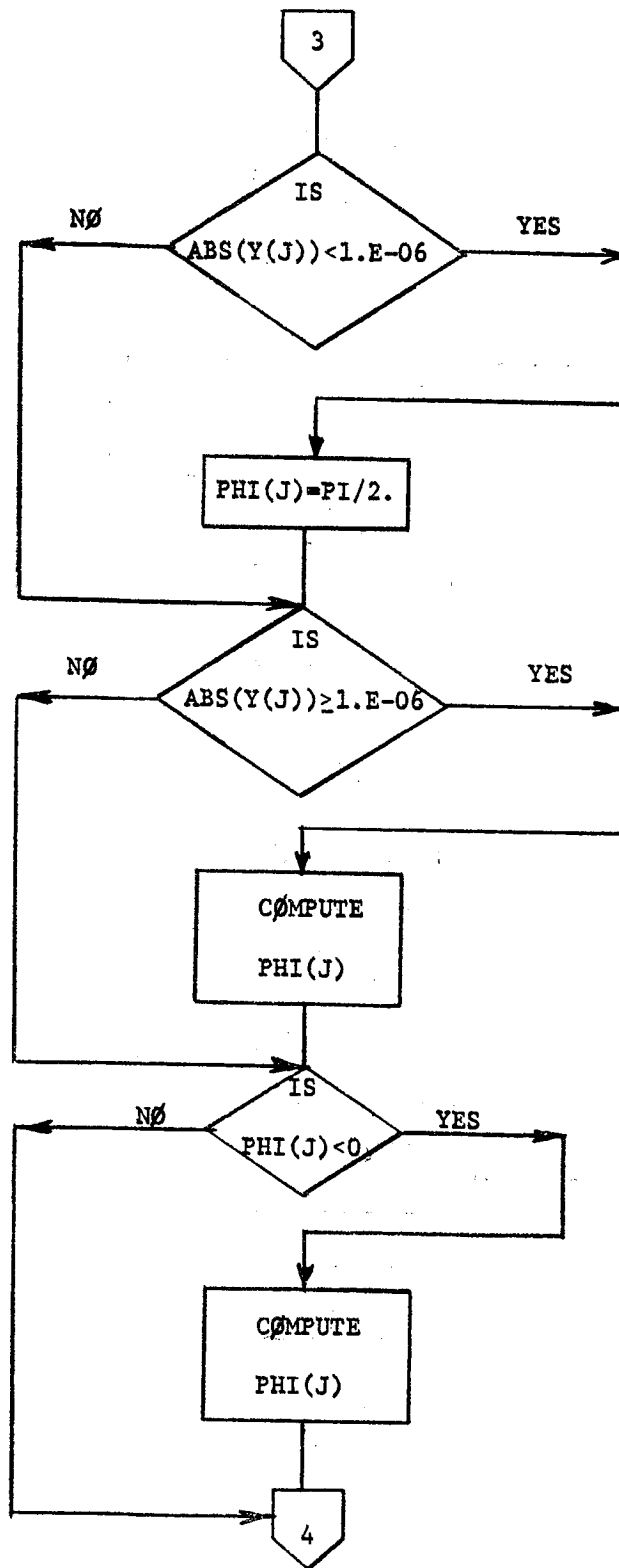 3
IS
NØ
YES
ABS(Y(J))<1.E-06
PHI(J)=PI/2.
IS
NØ
YES
ABS(Y(J))≥1.E-06
CØMPUTE
PHI(J)
IS
NØ
YES
PHI(J)<0
CØMPUTE
PHI(J)
4